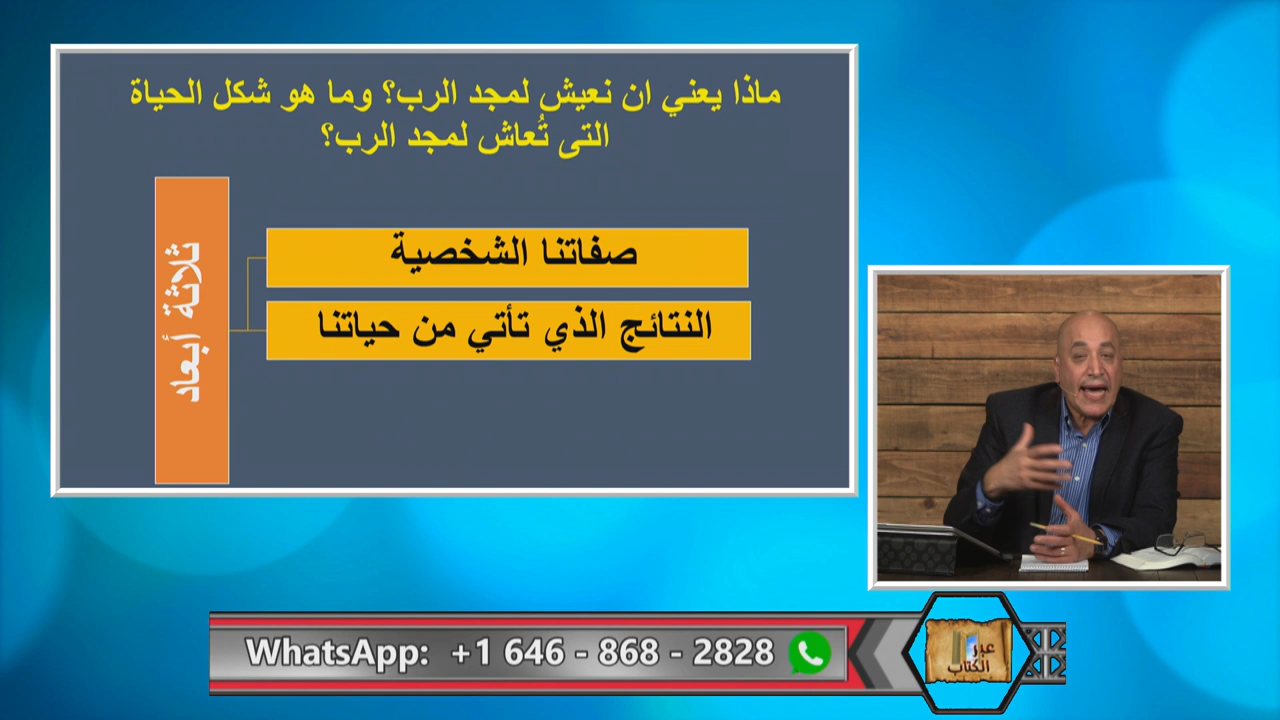 ماذا يعني ان نعيش لمجد الرب؟ وما هو شكل الحياة
التى تُعاش لمجد الرب؟
ثلاثة أبعاد
صفاتنا الشخصية
النتائج الذي تأتي من حياتنا
WhatsApp: +1 646 - 868 - 2828
عبر
الكتاب